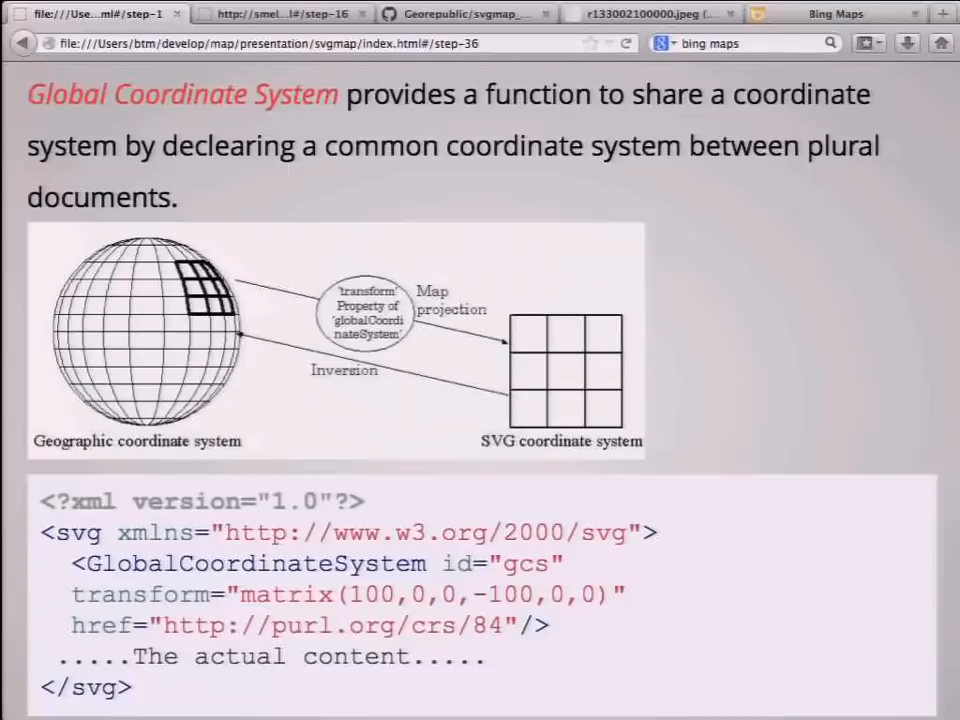 file:///Use...ml#/step-1
http://smel...l#/step-16
Georepublic/svgmap_...
r133002100000.jpeg (...
Bing Maps
file:///Users/btm/develop/map/presentation/svgmap/index.html#/step-36
bing maps
Global Coordinate System provides a function to share a coordinate
system by declearing a common coordinate system between plural
documents.
'transform'
Property of
'globalCoordi
nateSystem'
Map
projection
Inversion
Geographic coordinate system
SVG coordinate system
<?xml version="1.0"?>
<svg xmlns="http://www.w3.org/2000/svg">
<GlobalCoordinateSystem id="gcs"
transform="matrix(100,0,0,-100,0,0)"
href="http://purl.org/crs/84"/>
.....The actual content.....
</svg>